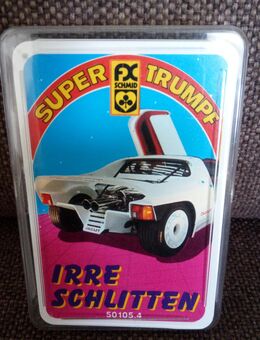 SUPER TRUMPF
FX
SCHMID
IRRE
SCHLITTEN
50105.4